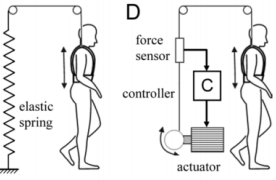 D
force
sensor
elastic
spring
controller
C
actuator